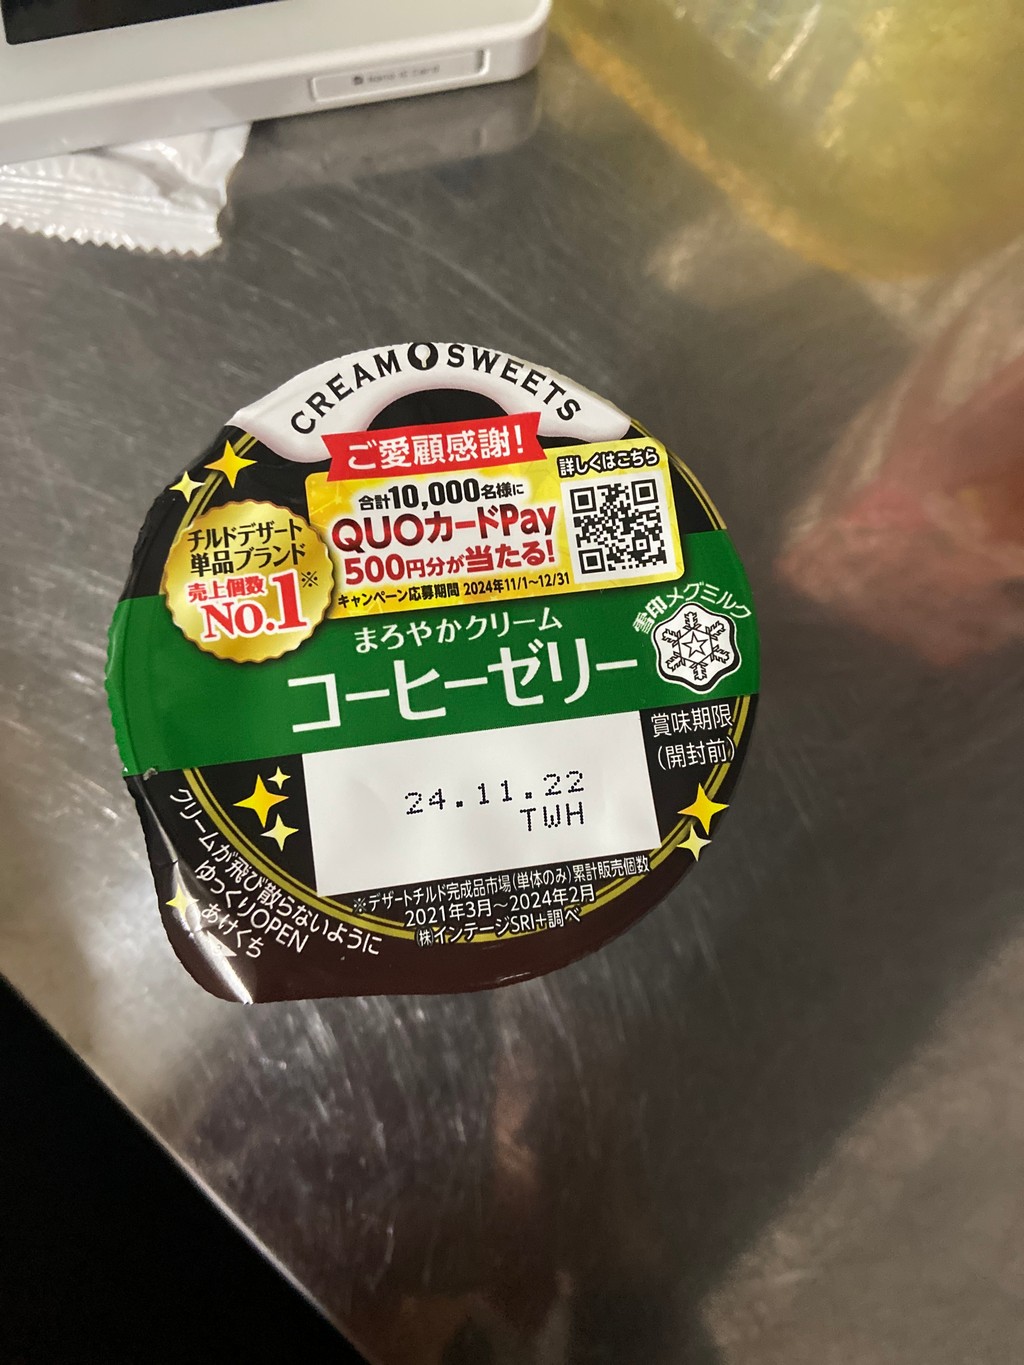 CREAM SWEETS
ご愛顧感謝!
合計10,000名様に
QUOカードPay
500円分が当たる!
キャンペーン応募期間 2024年11/1~12/31
詳しくはこちら
チルドデザート
単品ブランド
売上個数※
No.1
まろやかクリーム
コーヒーゼリー
雪印メグミルク
賞味期限
(開封前)
24.11.22
TWH
※デザートチルド完成品市場(単体のみ)累計販売個数
2021年3月~2024年2月
㈱インテージSRI+調べ
クリームが飛び散らないように
ゆっくりOPEN
あけくち